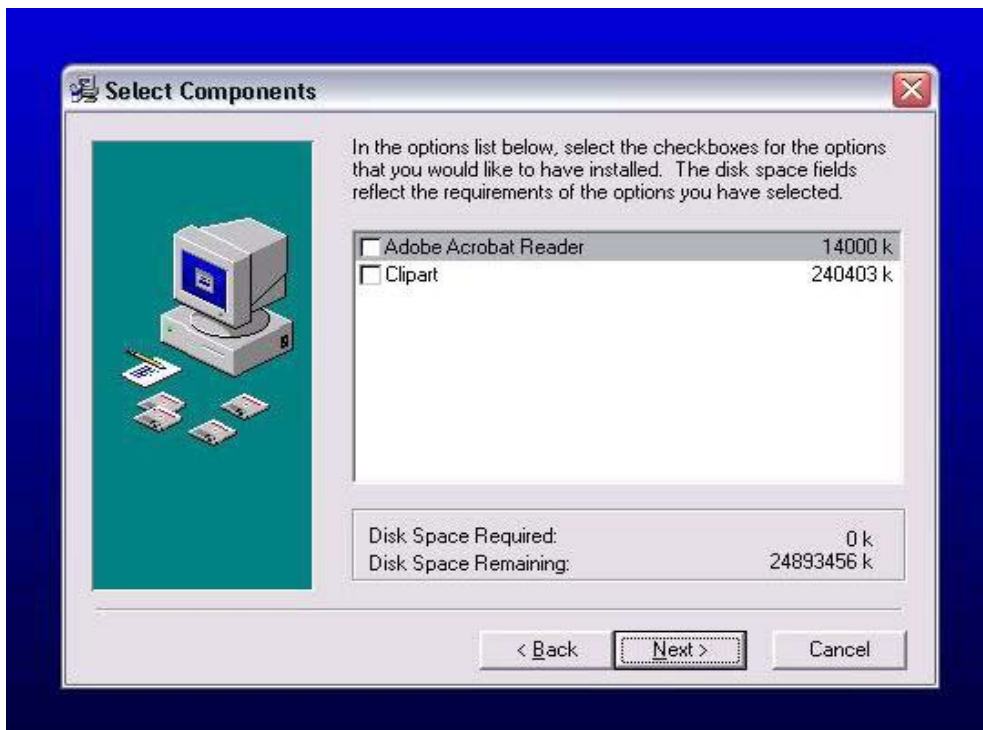 Select Components
In the options list below, select the checkboxes for the options
that you would like to have installed. The disk space fields
reflect the requirements of the options you have selected.
Adobe Acrobat Reader 14000 k
Clipart 240403 k
Disk Space Required: 0 k
Disk Space Remaining: 24893456 k
< Back Next > Cancel